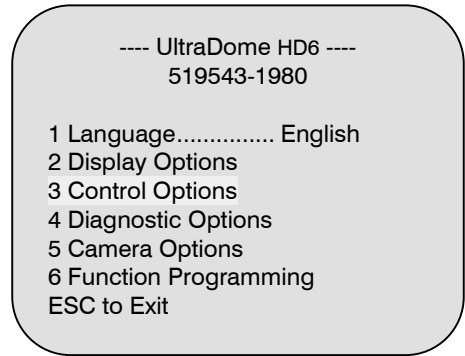 ---- UltraDome HD6 ----
519543-1980
1 Language............... English
2 Display Options
3 Control Options
4 Diagnostic Options
5 Camera Options
6 Function Programming
ESC to Exit